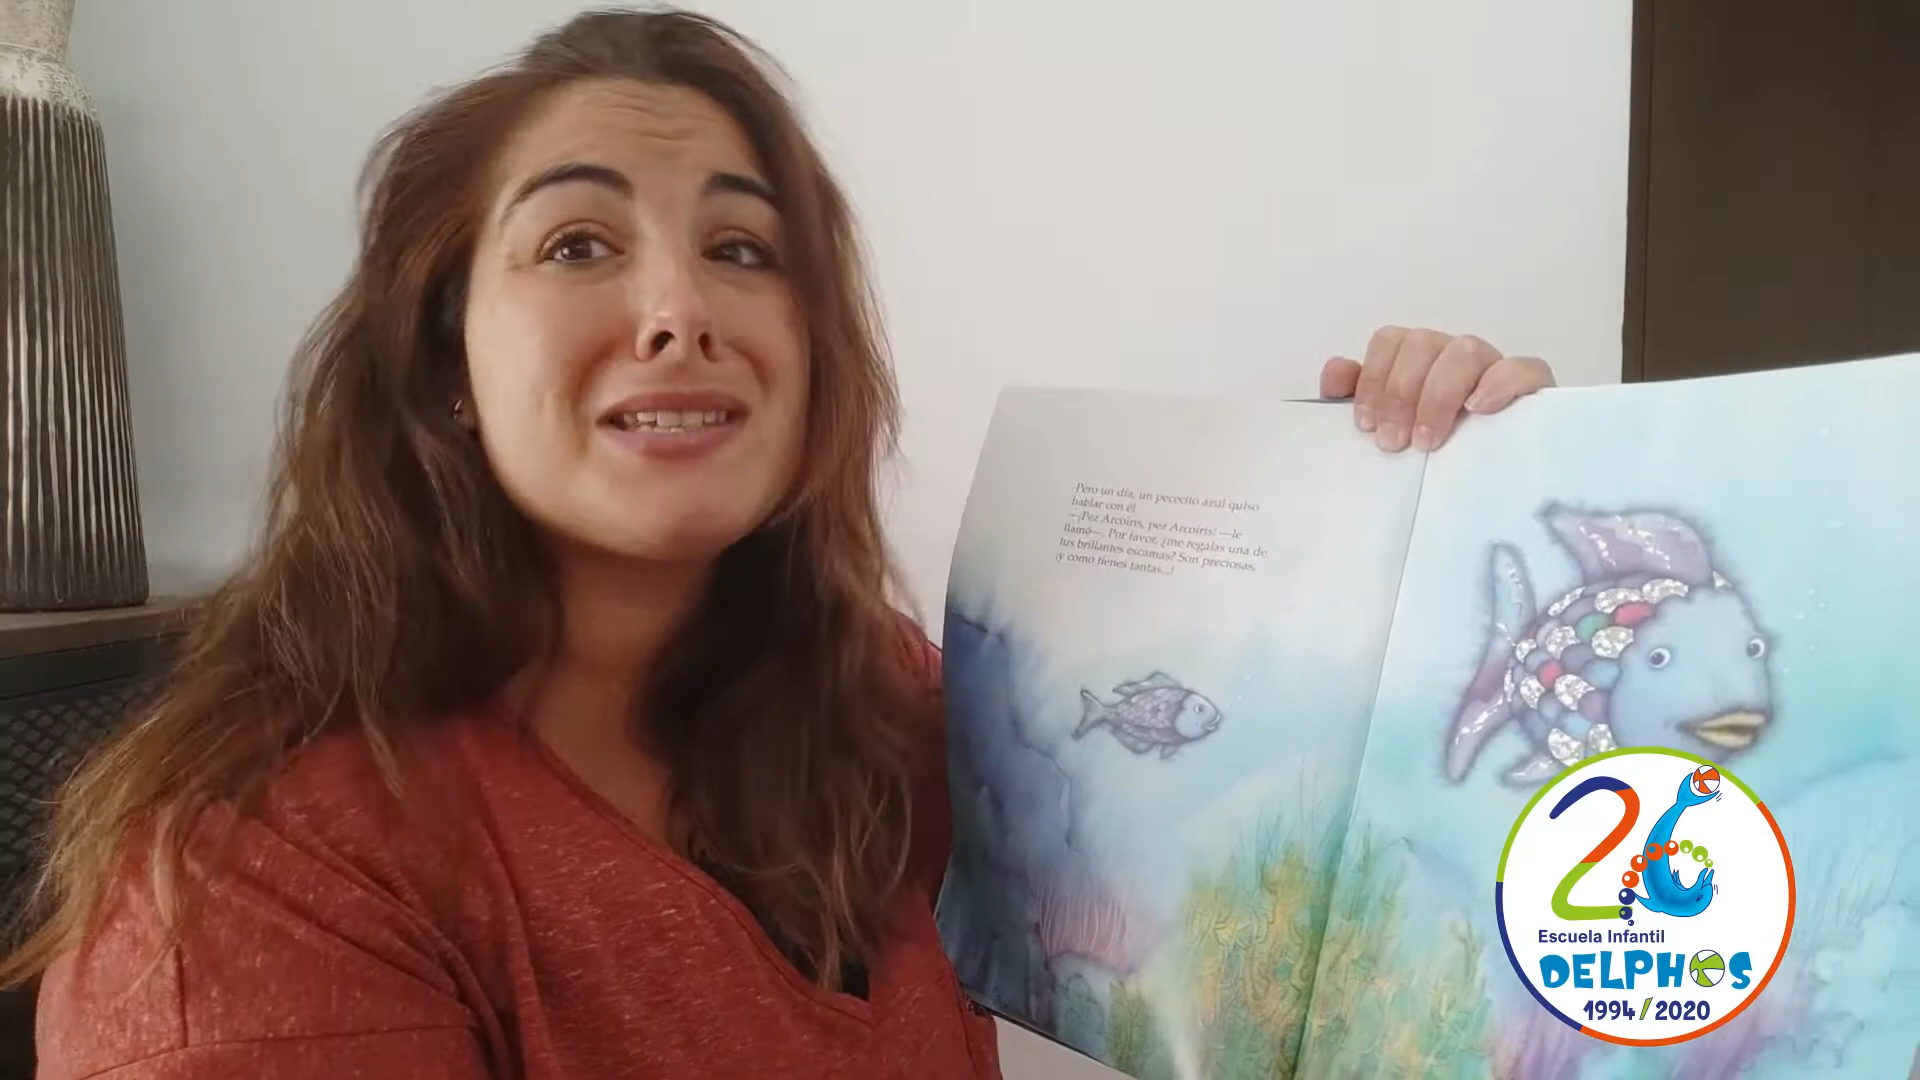 Pero un día, un pececito azul quiso
hablar con él.
—¡Pez Arcoíris, pez Arcoíris! —le
llamó—. Por favor, ¿me regalas una de
tus brillantes escamas? Son preciosas,
¡y como tienes tantas...!
26
Escuela Infantil
DELPHOS
1994/2020